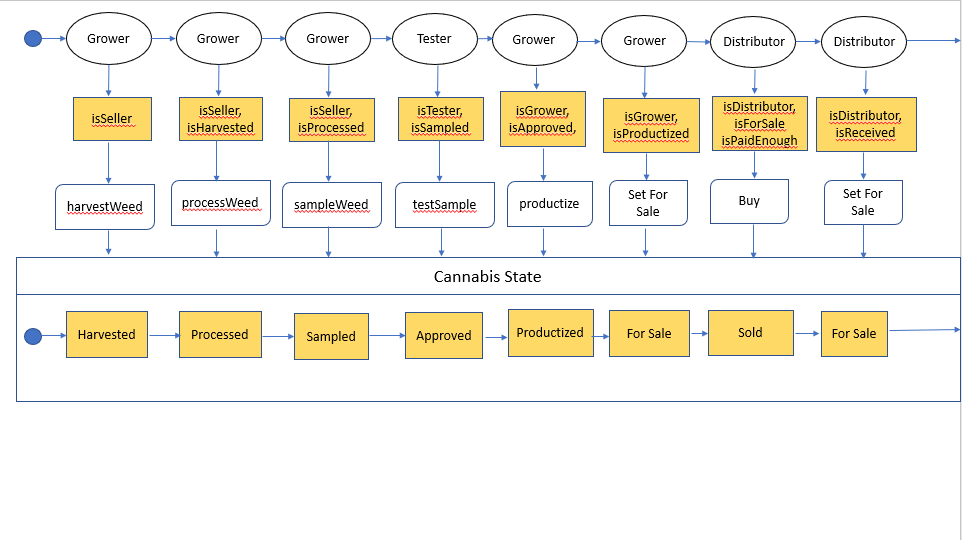 Grower
Grower
Grower
Tester
Grower
Grower
Distributor
Distributor
isSeller
isSeller,
isHarvested
isSeller,
isProcessed
isTester,
isSampled
isGrower,
isApproved,
isGrower,
isProductized
isDistributor,
isForSale
isPaidEnough
isDistributor,
isReceived
harvestWeed
processWeed
sampleWeed
testSample
productize
Set For
Sale
Buy
Set For
Sale
Cannabis State
Harvested
Processed
Sampled
Approved
Productized
For Sale
Sold
For Sale